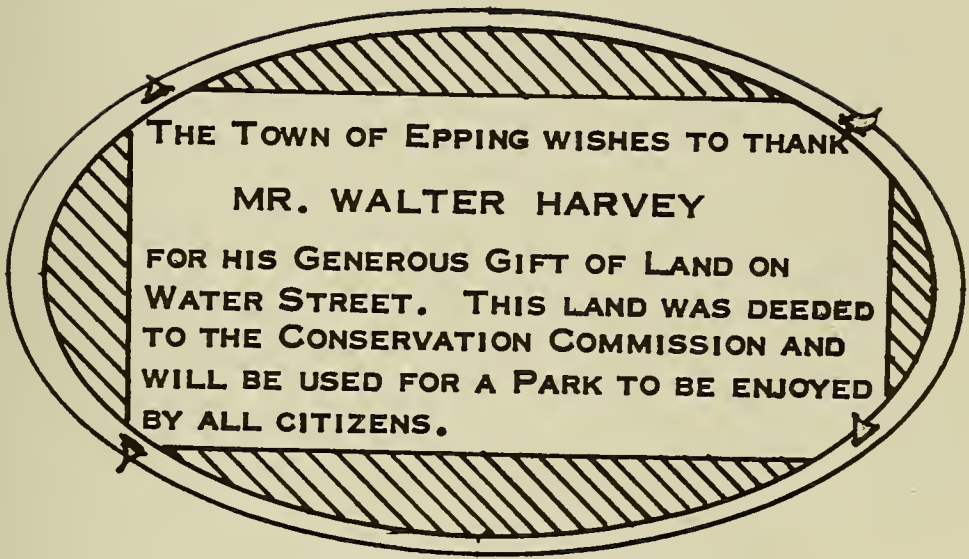 The Town of Epping wishes to thank
MR. WALTER HARVEY
for his Generous Gift of Land on
Water Street. This land was deeded
to the Conservation Commission and
will be used for a Park to be enjoyed
by all citizens.